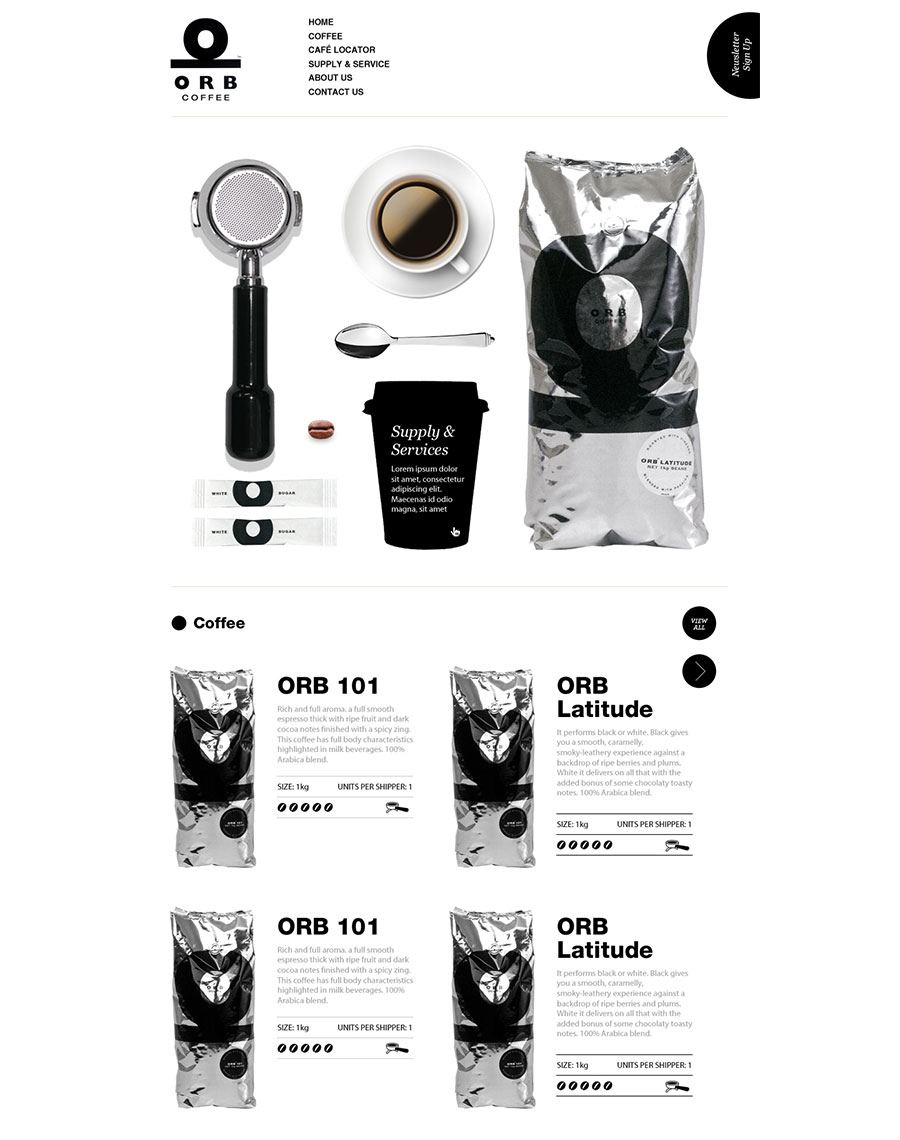 ORB
COFFEE
HOME
COFFEE
CAFÉ LOCATOR
SUPPLY & SERVICE
ABOUT US
CONTACT US
Newsletter
Sign Up
ORB
COFFEE
Supply &
Services
Lorem ipsum dolor
sit amet, consectetur
adipiscing elit.
Maecenas id odio
magna, sit amet
ORB LATITUDE
NET 1kg BEANS
WHITE SUGAR
WHITE SUGAR
Coffee
VIEW
ALL
ORB 101
Rich and full aroma. a full smooth
espresso thick with ripe fruit and dark
cocoa notes finished with a spicy zing.
This coffee has full body characteristics
highlighted in milk beverages. 100%
Arabica blend.
SIZE: 1kg UNITS PER SHIPPER: 1
ORB 101
ORB
Latitude
It performs black or white. Black gives
you a smooth, caramelly,
smoky-leathery experience against a
backdrop of ripe berries and plums.
White it delivers on all that with the
added bonus of some chocolaty toasty
notes. 100% Arabica blend.
SIZE: 1kg UNITS PER SHIPPER: 1
ORB 101
ORB 101
Rich and full aroma. a full smooth
espresso thick with ripe fruit and dark
cocoa notes finished with a spicy zing.
This coffee has full body characteristics
highlighted in milk beverages. 100%
Arabica blend.
SIZE: 1kg UNITS PER SHIPPER: 1
ORB 101
ORB
Latitude
It performs black or white. Black gives
you a smooth, caramelly,
smoky-leathery experience against a
backdrop of ripe berries and plums.
White it delivers on all that with the
added bonus of some chocolaty toasty
notes. 100% Arabica blend.
SIZE: 1kg UNITS PER SHIPPER: 1
ORB 101